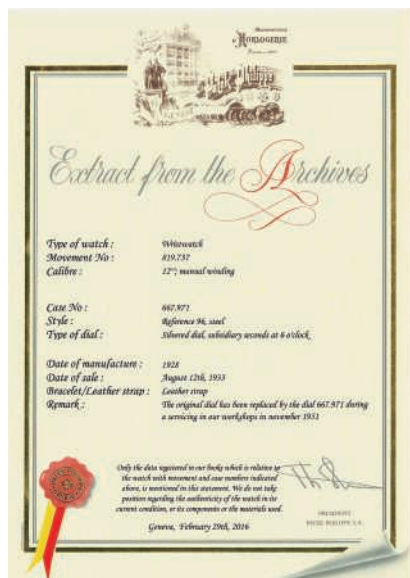 HORLOGERIE
Patek Philippe
GENEVE
Extract from the Archives
Type of watch : Wristwatch
Movement No : 819.737
Calibre : 12'''; manual winding
Case No : 667.971
Style : Reference 96, steel
Type of dial : Silvered dial, subsidiary seconds at 6 o'clock
Date of manufacture : 1928
Date of sale : August 12th, 1933
Bracelet/Leather strap : Leather strap
Remark : The original dial has been replaced by the dial 667.971 during
a servicing in our workshops in november 1951
Only the data registered in our books which is relative to
the watch with movement and case numbers indicated
above, is mentioned in this statement. We do not take
position regarding the authenticity of the watch in its
current condition, or its components or the materials used.
Geneva, February 29th, 2016
PRESIDENT
PATEK PHILIPPE S.A.